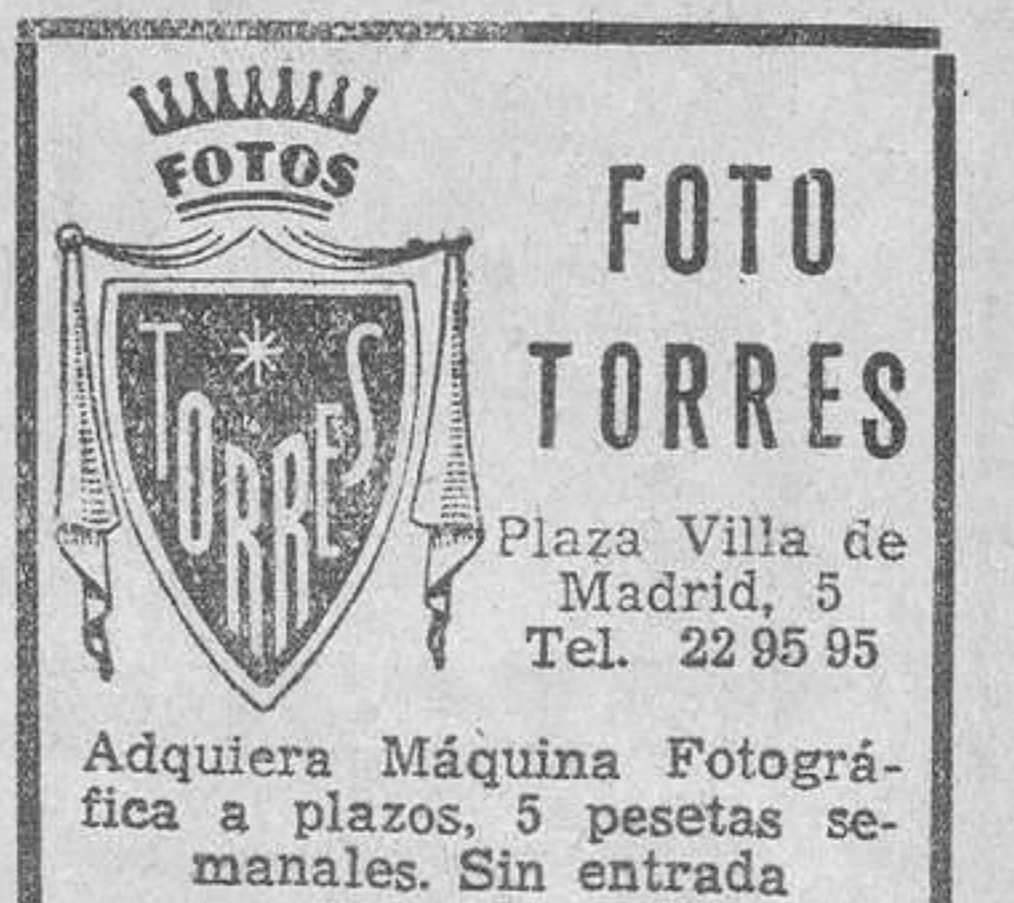 FOTOS
TORRES
FOTO
TORRES
Plaza Villa de
Madrid, 5
Tel. 22 95 95
Adquiera Máquina Fotográ-
fica a plazos, 5 pesetas se-
manales. Sin entrada